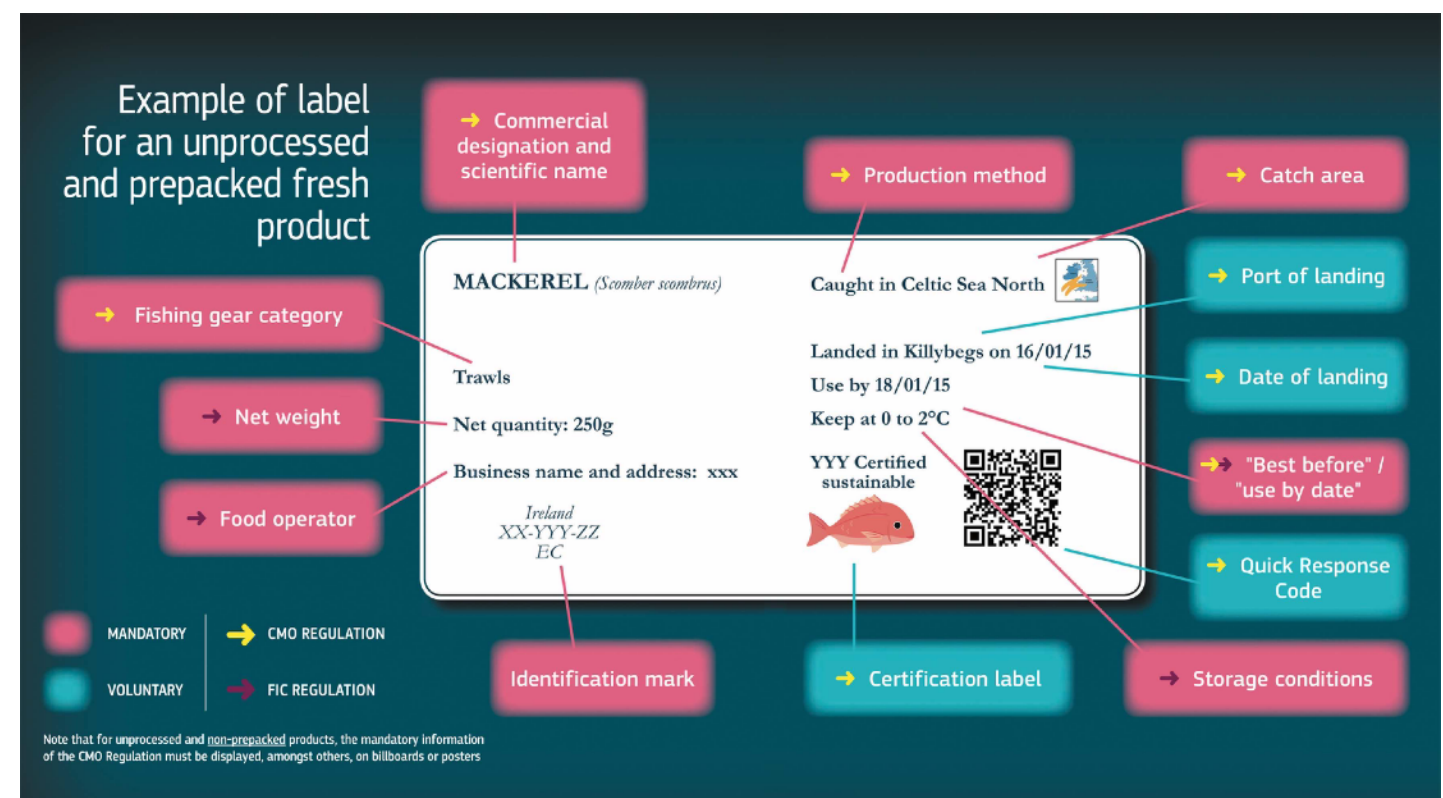 Example of label
for an unprocessed
and prepacked fresh
product
Commercial
designation and
scientific name
Production method
Catch area
Port of landing
Date of landing
"Best before" /
"use by date"
Quick Response
Code
Storage conditions
Certification label
Identification mark
Fishing gear category
Net weight
Food operator
MACKEREL (Scomber scombrus)
Trawls
Net quantity: 250g
Business name and address: xxx
Ireland
XX-YYY-ZZ
EC
Caught in Celtic Sea North
Landed in Killybegs on 16/01/15
Use by 18/01/15
Keep at 0 to 2°C
YYY Certified
sustainable
MANDATORY
VOLUNTARY
CMO REGULATION
FIC REGULATION
Note that for unprocessed and non-prepacked products, the mandatory information
of the CMO Regulation must be displayed, amongst others, on billboards or posters